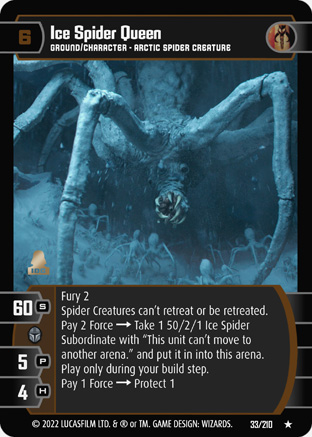 6
Ice Spider Queen
GROUND/CHARACTER - ARCTIC SPIDER CREATURE
60 S
5 P
4 H
Fury 2
Spider Creatures can't retreat or be retreated.
Pay 2 Force → Take 1 50/2/1 Ice Spider
Subordinate with "This unit can't move to
another arena." and put it in into this arena.
Play only during your build step.
Pay 1 Force → Protect 1
© 2022 LUCASFILM LTD. & ® or TM. GAME DESIGN: WIZARDS. 33/210 ★